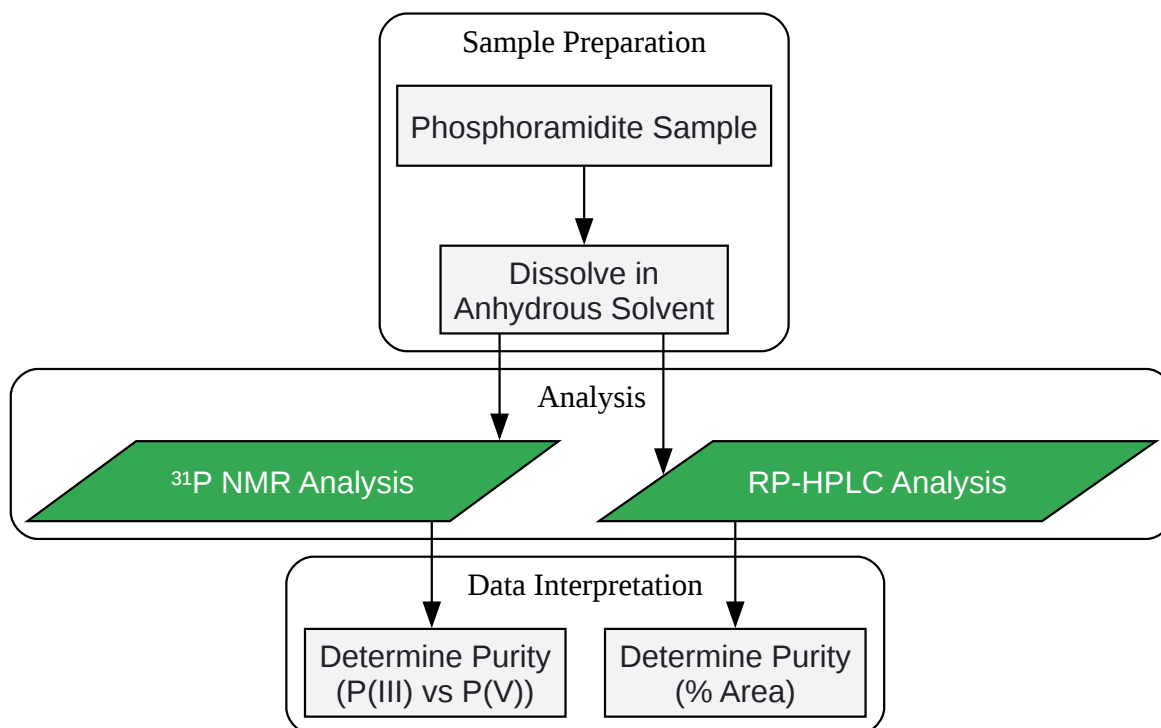 Sample Preparation
Phosphoramidite Sample
Dissolve in
Anhydrous Solvent
Analysis
³¹P NMR Analysis
RP-HPLC Analysis
Data Interpretation
Determine Purity
(P(III) vs P(V))
Determine Purity
(% Area)